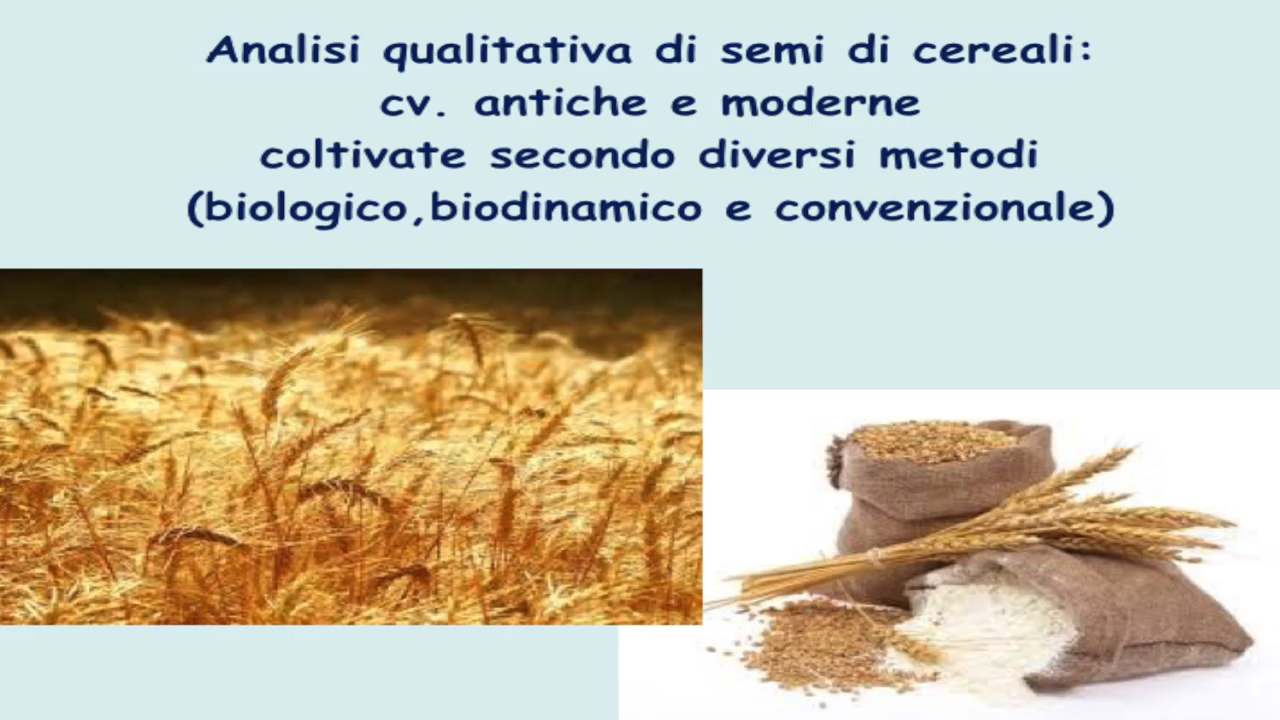 Analisi qualitativa di semi di cereali:
cv. antiche e moderne
coltivate secondo diversi metodi
(biologico,biodinamico e convenzionale)